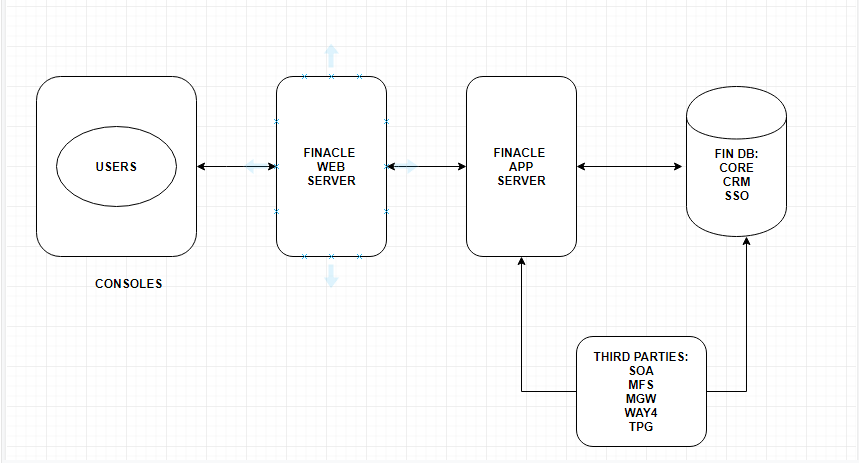 USERS
CONSOLES
FINACLE
WEB
SERVER
FINACLE
APP
SERVER
FIN DB:
CORE
CRM
SSO
THIRD PARTIES:
SOA
MFS
MGW
WAY4
TPG